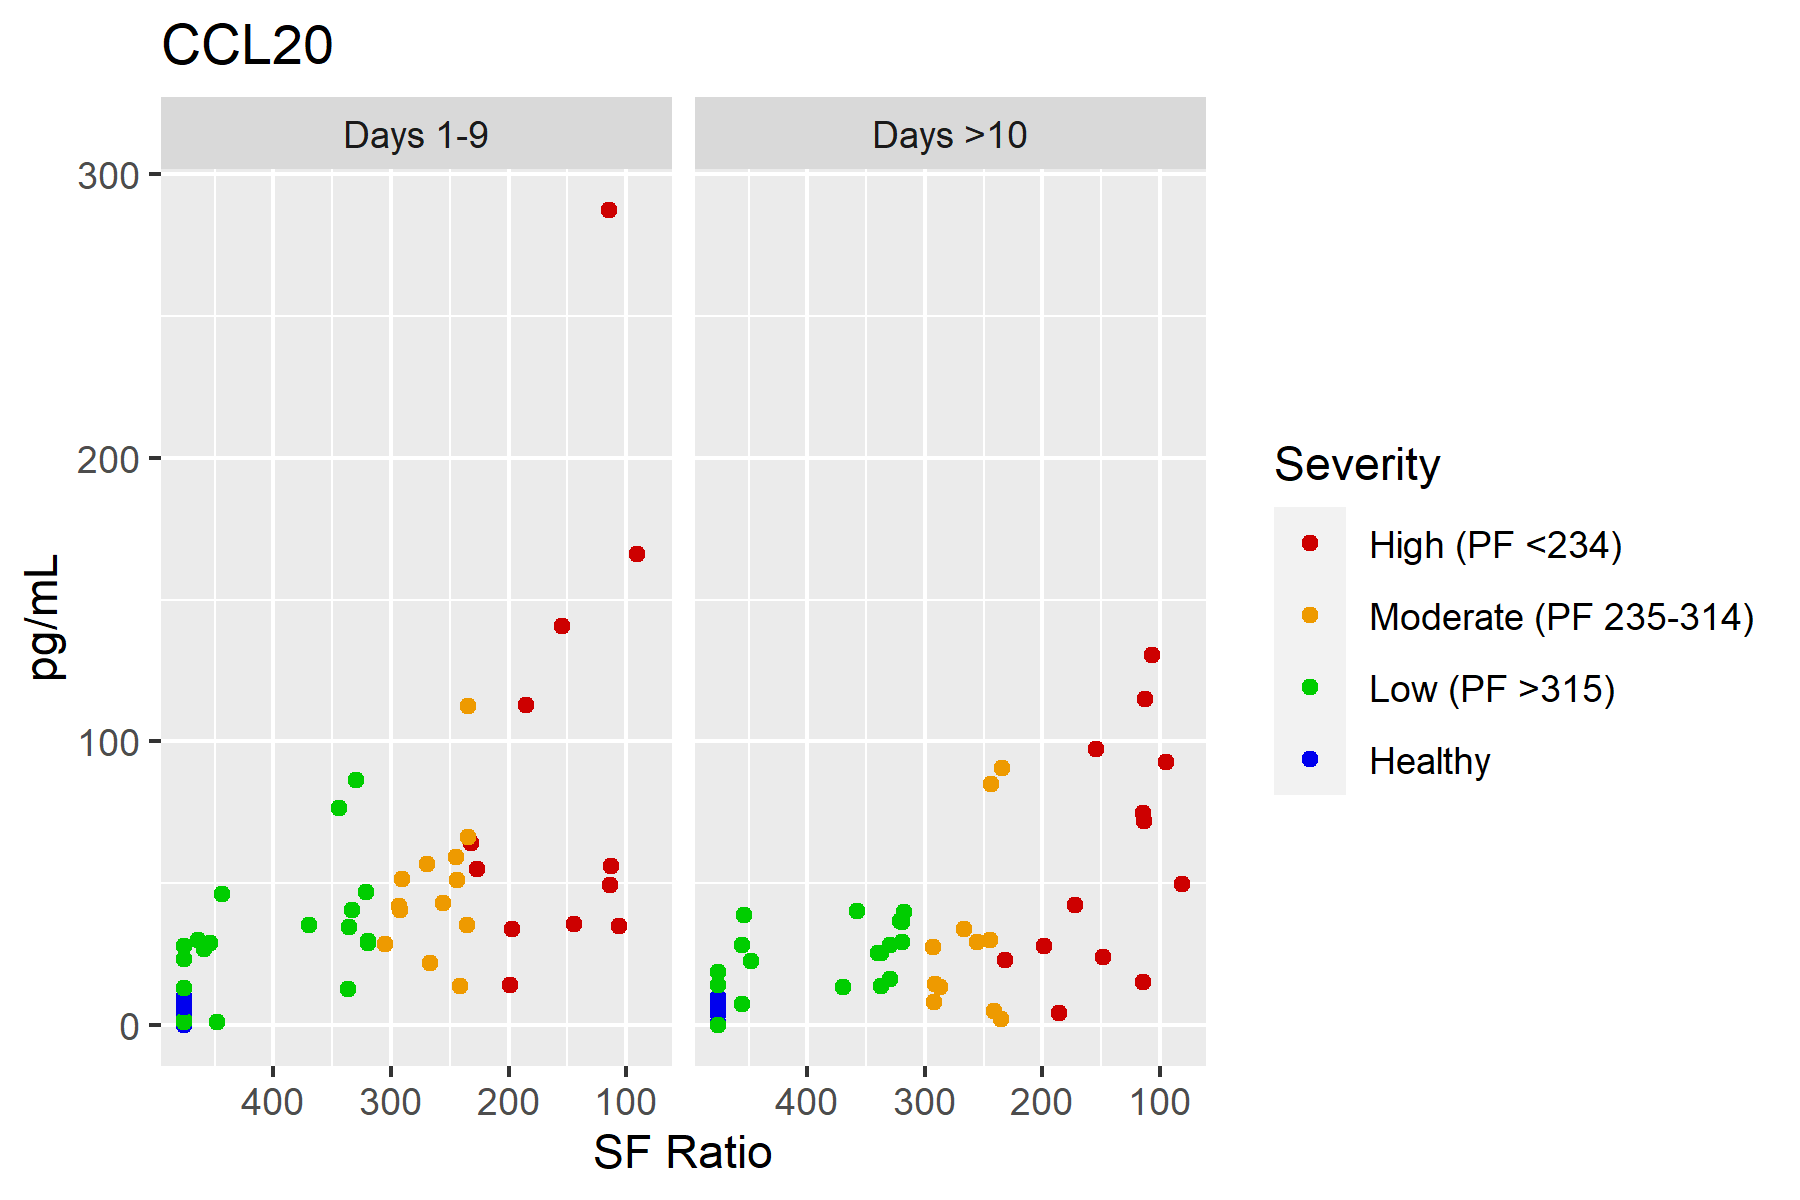 CCL20
Days 1-9
Days >10
300
200
100
0
pg/mL
400 300 200 100
400 300 200 100
SF Ratio
Severity
High (PF <234)
Moderate (PF 235-314)
Low (PF >315)
Healthy